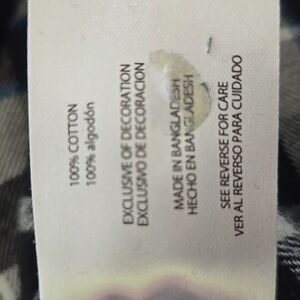 100% COTTON
100% algodón
EXCLUSIVE OF DECORATION
EXCLUSIVO DE DECORACION
MADE IN BANGLADESH
HECHO EN BANGLADESH
SEE REVERSE FOR CARE
VER AL REVERSO PARA CUIDADO